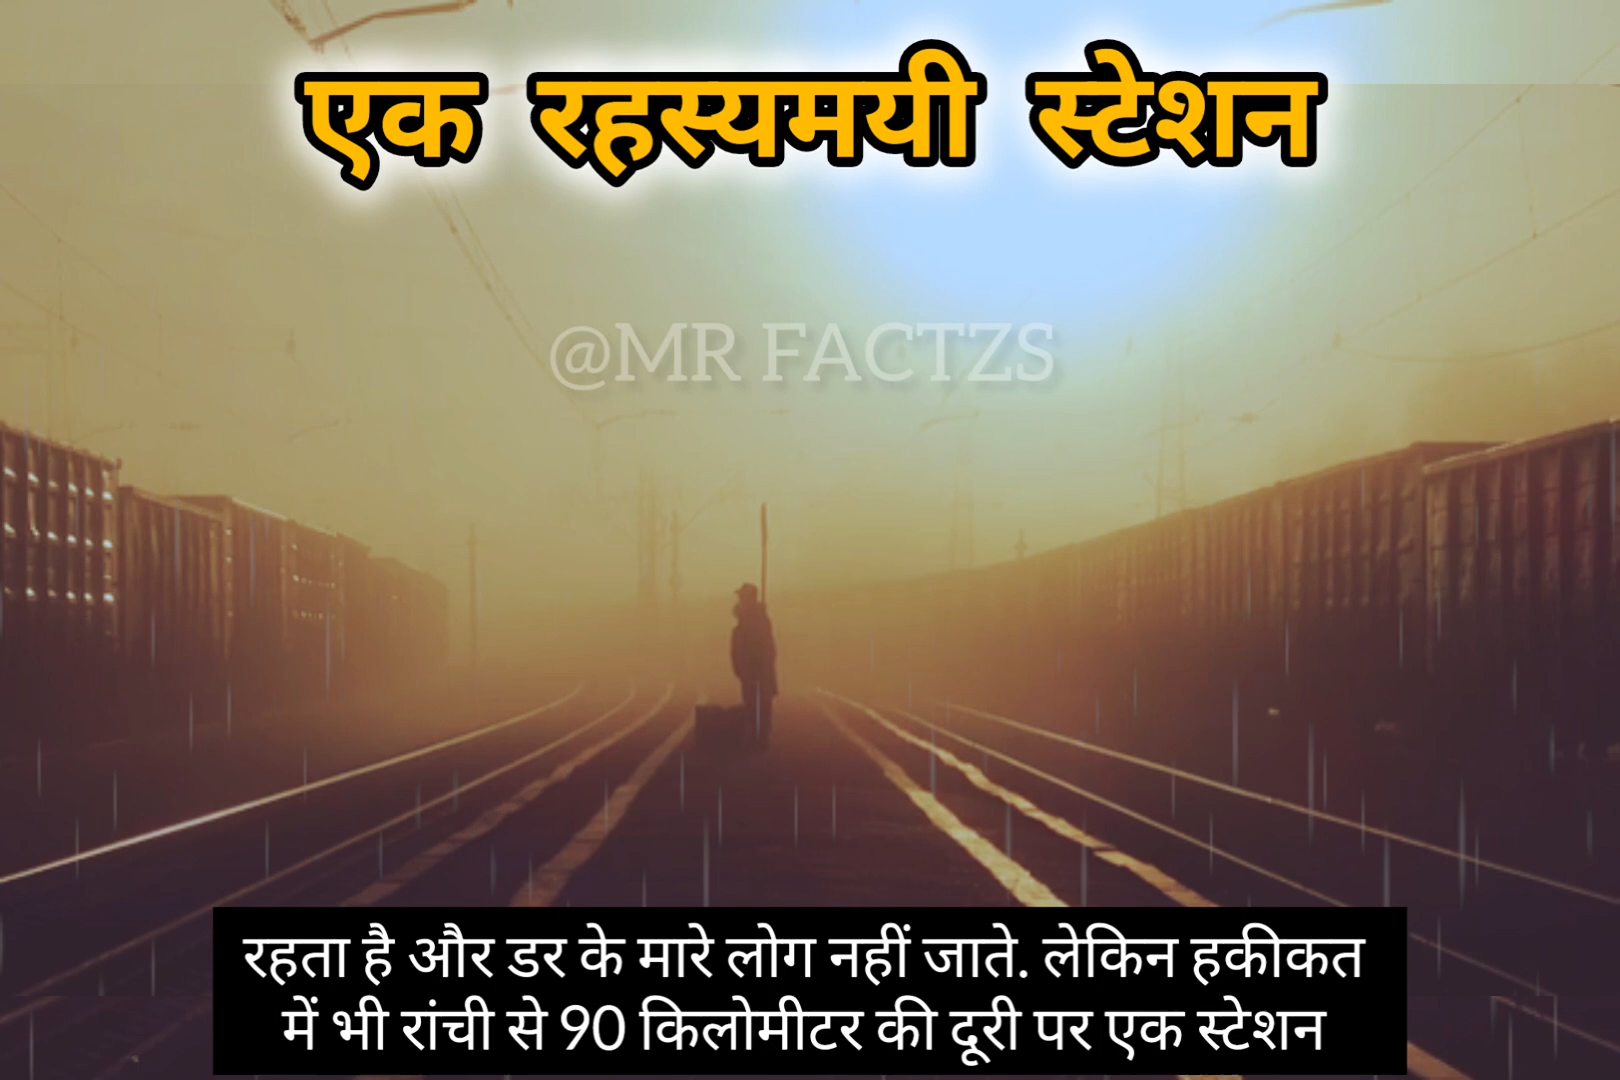 एक रहस्यमयी स्टेशन
@MR FACTZS
रहता है और डर के मारे लोग नहीं जाते. लेकिन हकीकत
में भी रांची से 90 किलोमीटर की दूरी पर एक स्टेशन